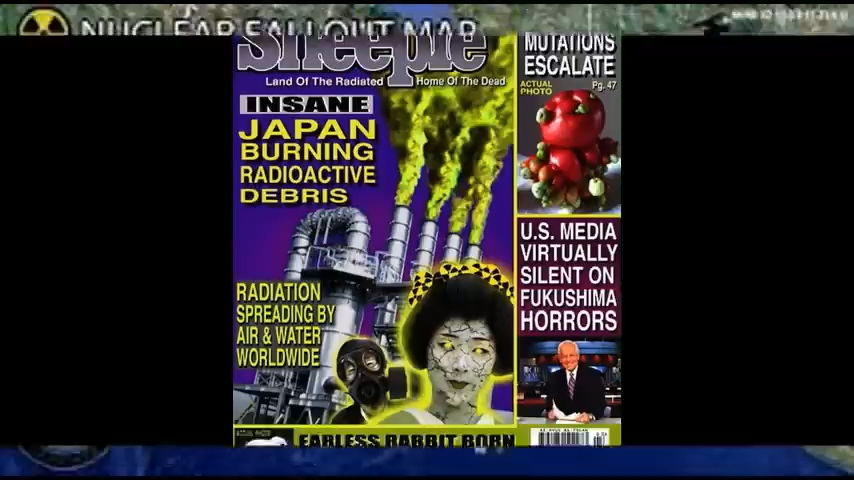 NUCLEAR FALLOUT MAP
Sheeple
Land Of The Radiated Home Of The Dead
INSANE
JAPAN
BURNING
RADIOACTIVE
DEBRIS
RADIATION
SPREADING BY
AIR & WATER
WORLDWIDE
MUTATIONS
ESCALATE
ACTUAL
PHOTO
Pg. 47
U.S. MEDIA
VIRTUALLY
SILENT ON
FUKUSHIMA
HORRORS
ACTUAL PHOTO
EARLESS RABBIT BORN